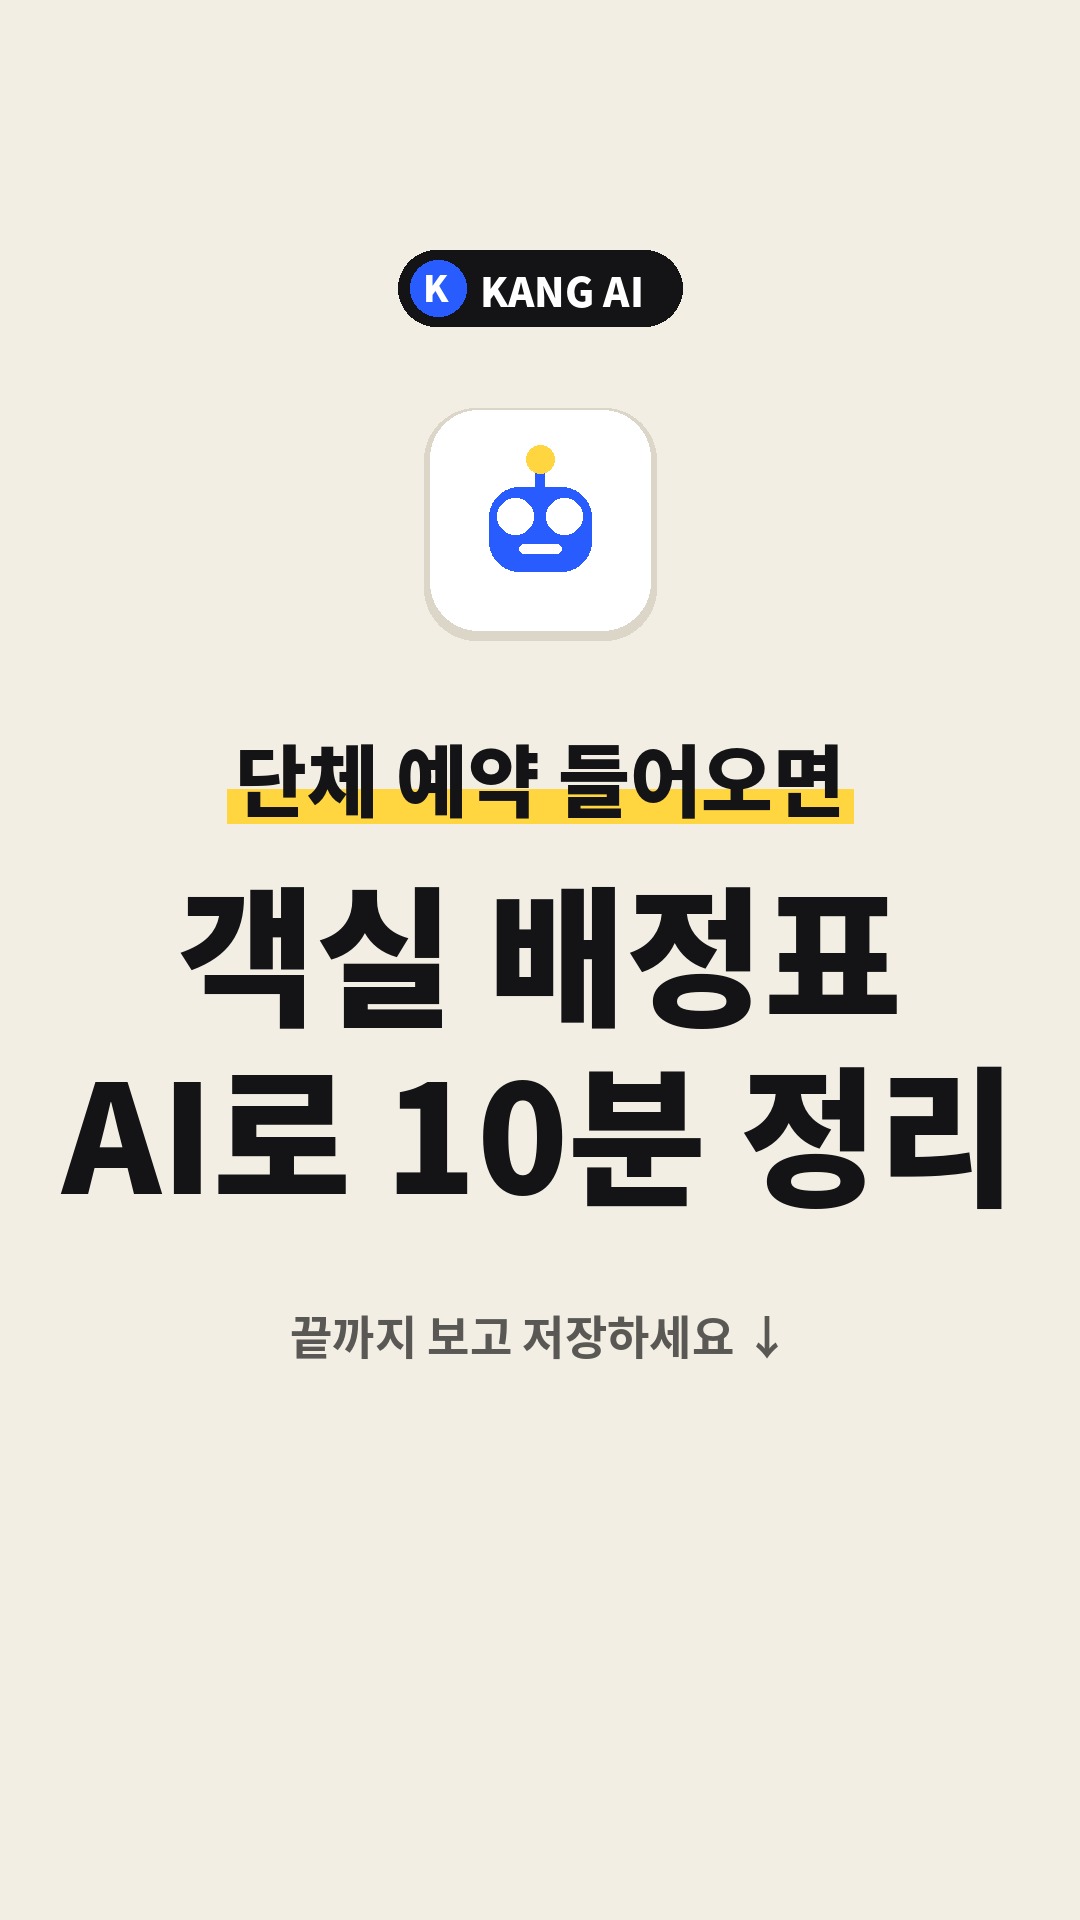 K KANG AI
단체 예약 들어오면
객실 배정표
AI로 10분 정리
끝까지 보고 저장하세요 ↓